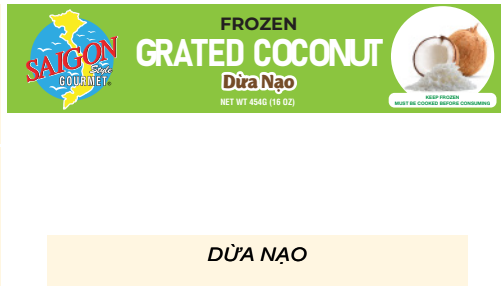 SAIGON
Style
GOURMET
FROZEN
GRATED COCONUT
Dừa Nạo
NET WT 454G (16 OZ)
KEEP FROZEN
MUST BE COOKED BEFORE CONSUMING
DỪA NẠO